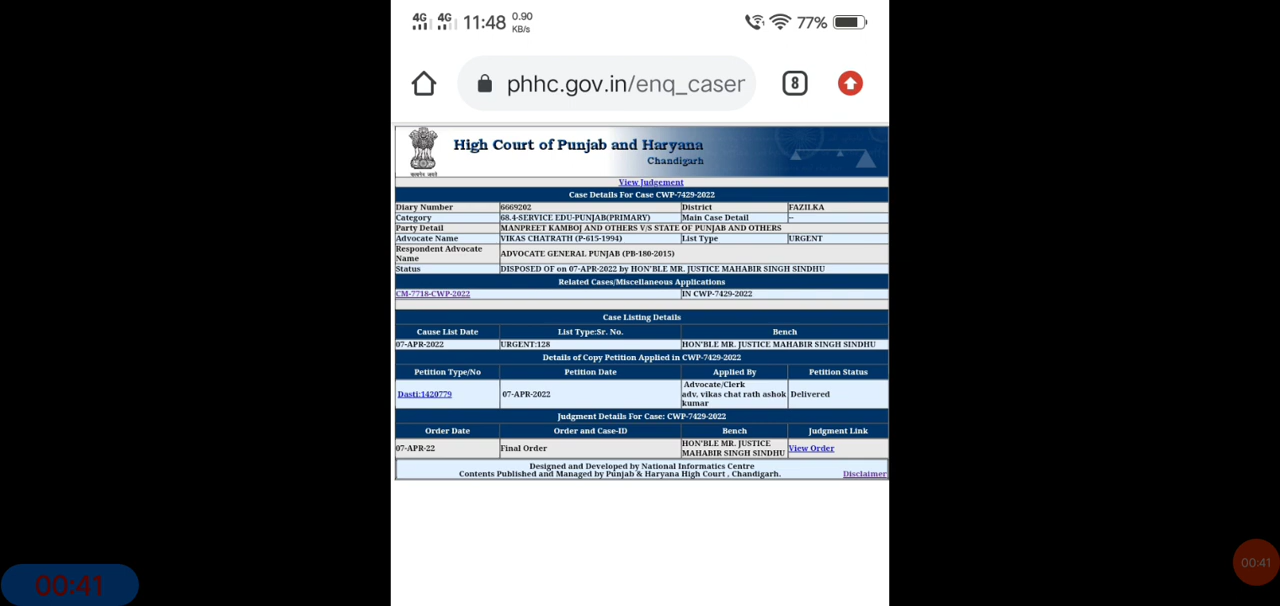 4G 4G 11:48 0.90 KB/s 77%
phhc.gov.in/enq_caser 8
High Court of Punjab and Haryana
Chandigarh
View Judgement
Case Details For Case CWP-7429-2022
Diary Number 6669202 District FAZILKA
Category 68.4-SERVICE EDU-PUNJAB(PRIMARY) Main Case Detail --
Party Detail MANPREET KAMBOJ AND OTHERS V/S STATE OF PUNJAB AND OTHERS
Advocate Name VIKAS CHATRATH (P-615-1994) List Type URGENT
Respondent Advocate Name ADVOCATE GENERAL PUNJAB (PB-180-2015)
Status DISPOSED OF on 07-APR-2022 by HON'BLE MR. JUSTICE MAHABIR SINGH SINDHU
Related Cases/Miscellaneous Applications
CM-7718-CWP-2022 IN CWP-7429-2022
Case Listing Details
Cause List Date List Type:Sr. No. Bench
07-APR-2022 URGENT:128 HON'BLE MR. JUSTICE MAHABIR SINGH SINDHU
Details of Copy Petition Applied in CWP-7429-2022
Petition Type/No Petition Date Applied By Petition Status
Dasti:1420779 07-APR-2022 Advocate/Clerk adv, vikas chat rath ashok kumar Delivered
Judgment Details For Case: CWP-7429-2022
Order Date Order and Case-ID Bench Judgment Link
07-APR-22 Final Order HON'BLE MR. JUSTICE MAHABIR SINGH SINDHU View Order
Designed and Developed by National Informatics Centre
Contents Published and Managed by Punjab & Haryana High Court , Chandigarh. Disclaimer
00:41
00:41